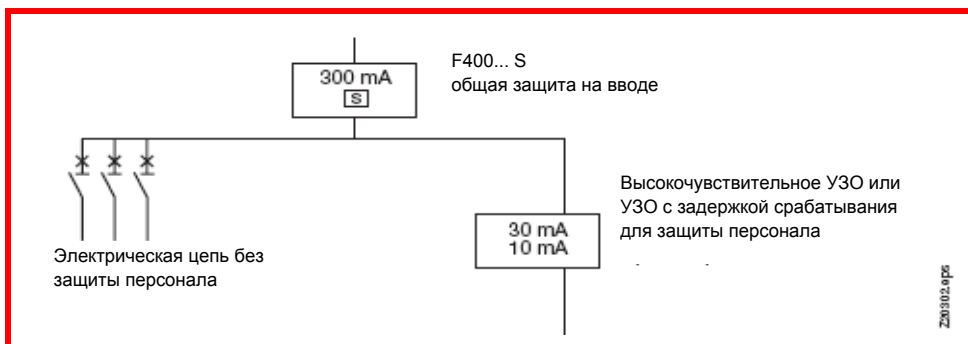 300 mA
S
F400... S
общая защита на вводе
Высокочувствительное УЗО или
УЗО с задержкой срабатывания
для защиты персонала
30 mA
10 mA
Электрическая цепь без
защиты персонала
Z20302.eps